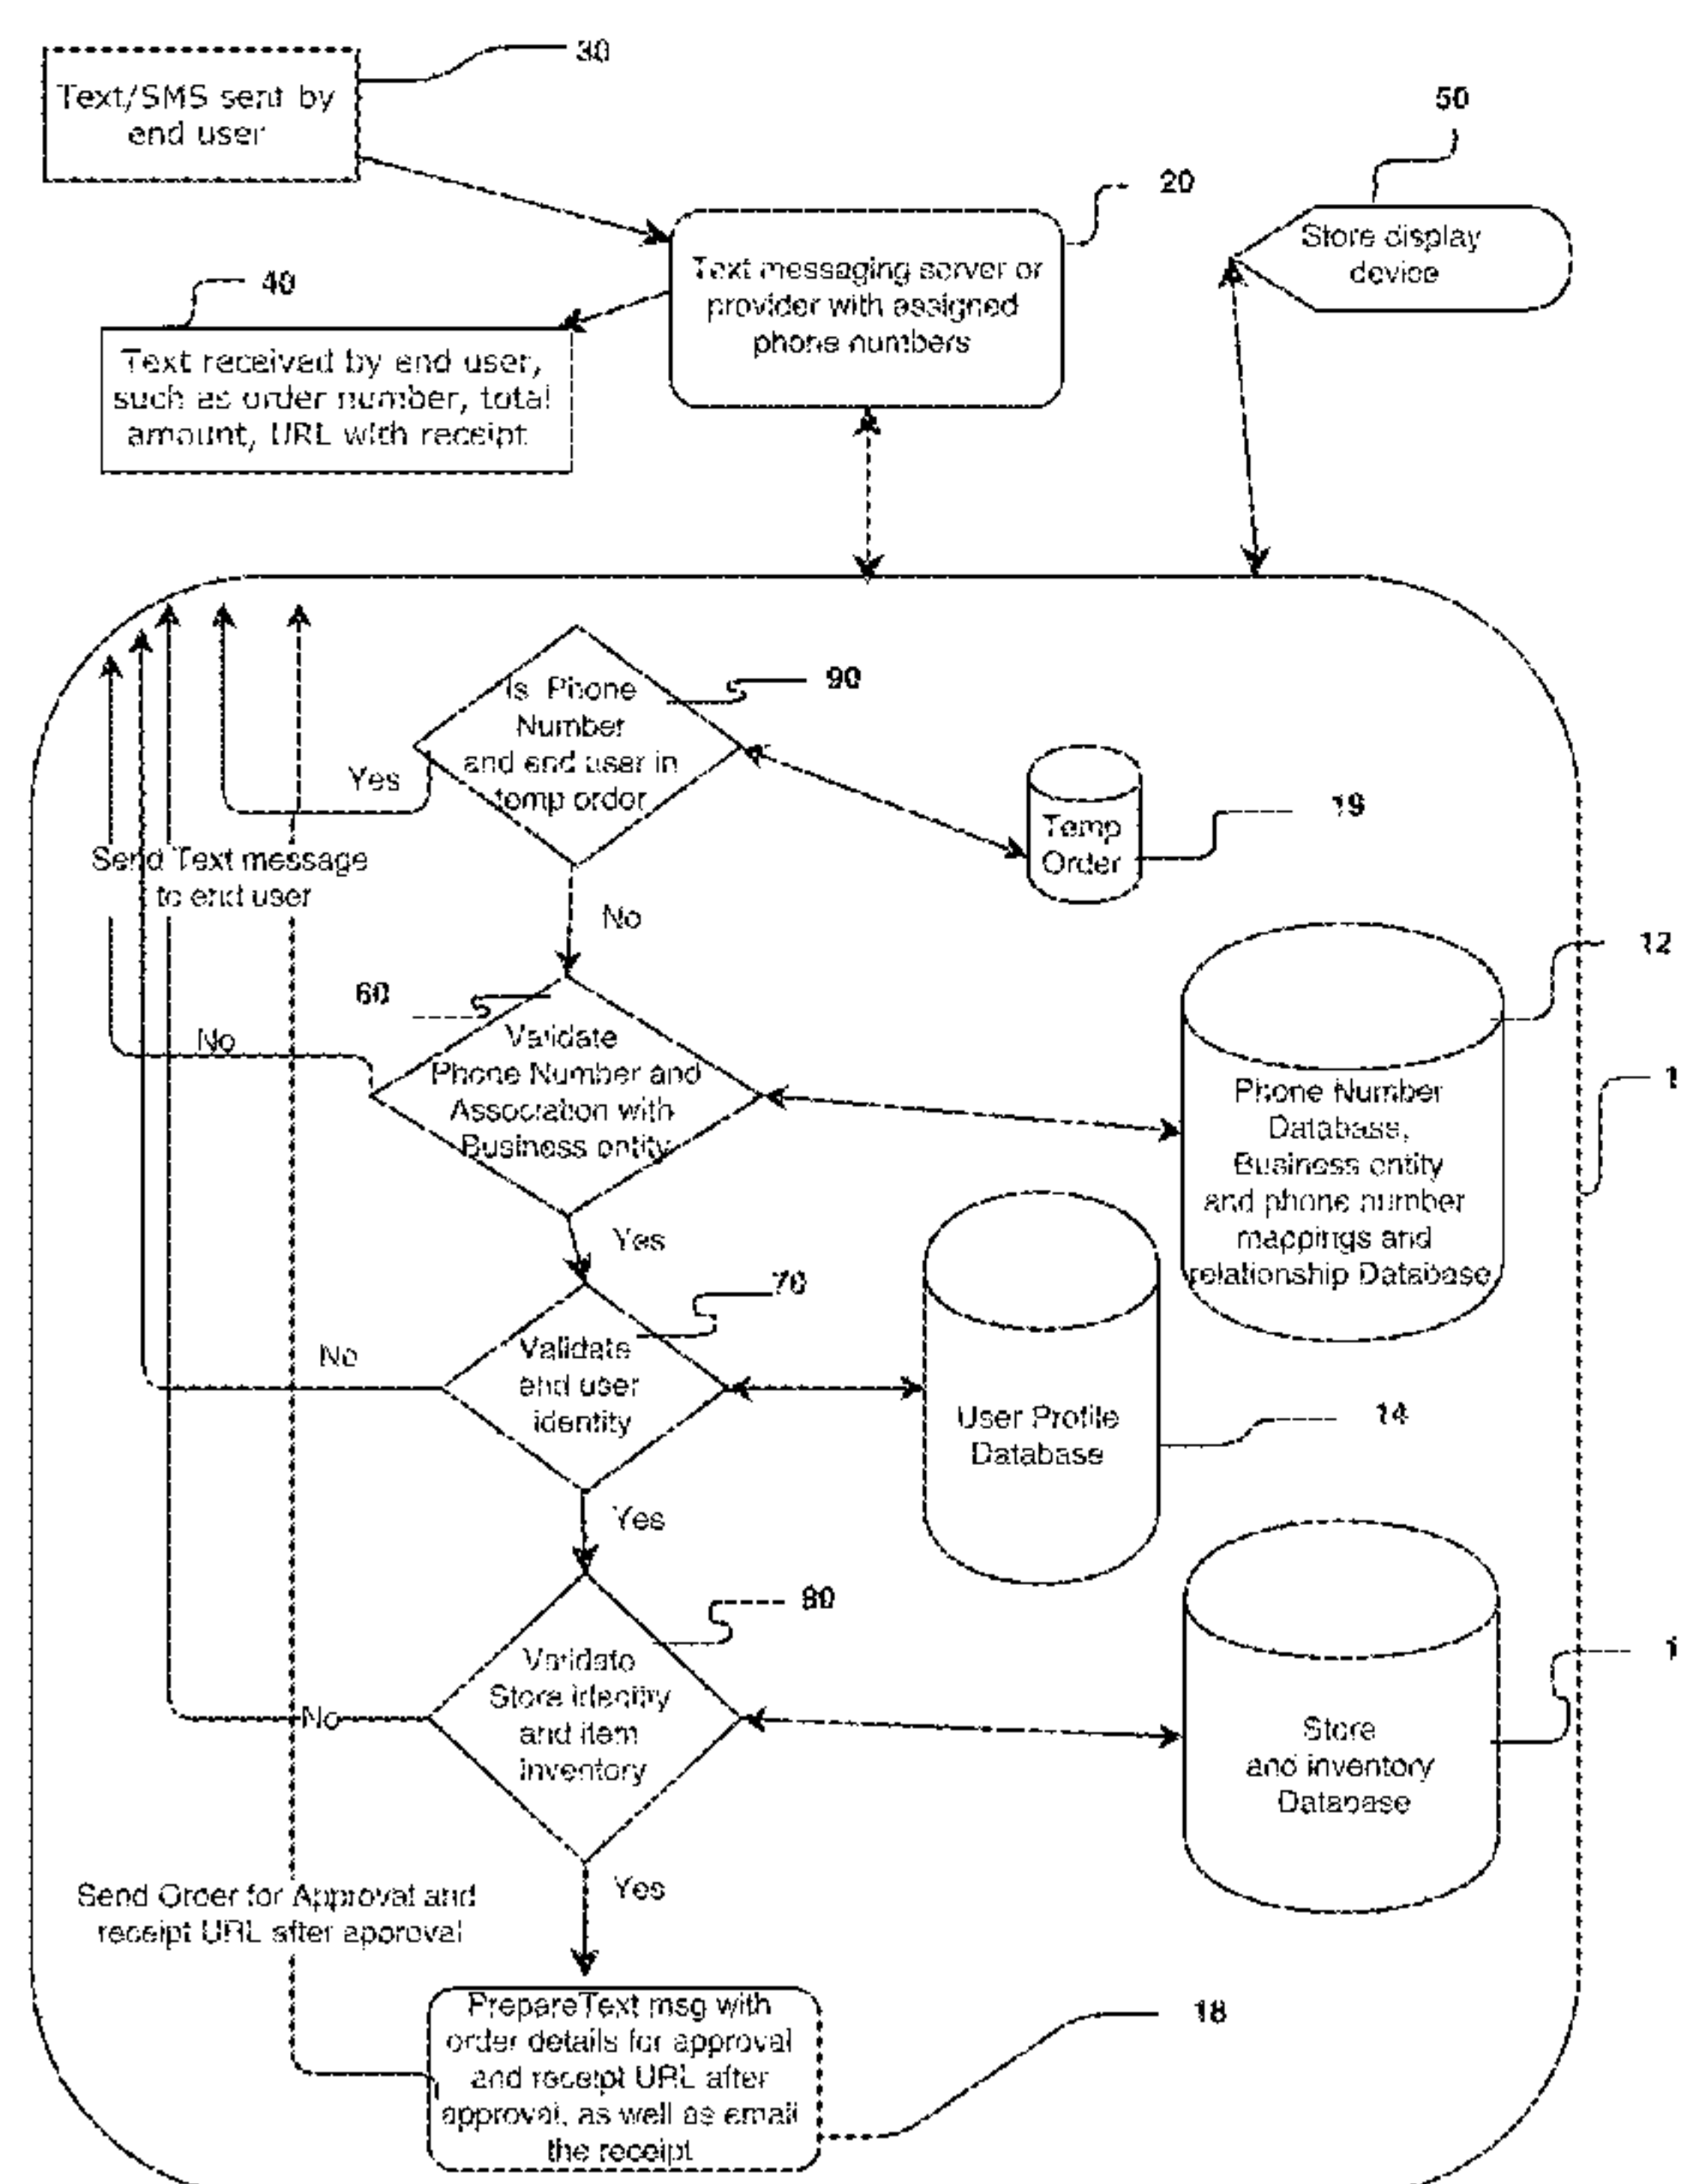 30
Text/SMS sent by
end user
50
20
Store display
device
Text messaging server or
provider with assigned
phone numbers
40
Text received by end user,
such as order number, total
amount, URL with receipt
90
Is Phone
Number
and end user in
temp order
Yes
19
Temp
Order
Send Text message
to end user
No
12
60
No
Validate
Phone Number and
Association with
Business entity
1
Phone Number
Database,
Business entity
and phone number
mappings and
relationship Database
Yes
70
No
Validate
end user
identity
14
User Profile
Database
Yes
80
Validate
Store identity
and item
inventory
No
Store
and inventory
Database
Yes
Send Order for Approval and
receipt URL after approval
18
Prepare Text msg with
order details for approval
and receipt URL after
approval, as well as email
the receipt